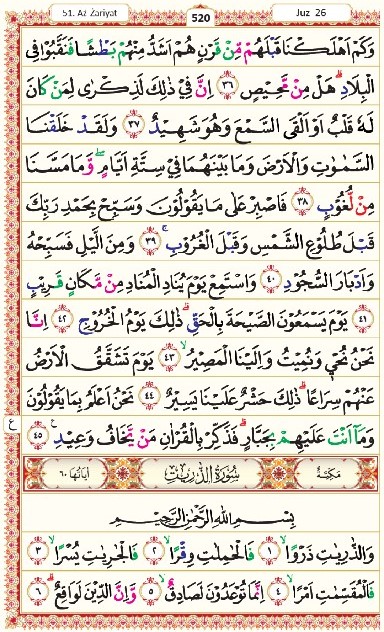 51. Az Zariyat 520 Juz 26
وَكَمْ اَهْلَكْنَا قَبْلَهُمْ مِّنْ قَرْنٍ هُمْ اَشَدُّ مِنْهُمْ بَطْشًا فَنَقَّبُوْا فِى
الْبِلَادِ ؕ هَلْ مِنْ مَّحِيْصٍ ٣٦ اِنَّ فِيْ ذٰلِكَ لَذِكْرٰى لِمَنْ كَانَ
لَهٗ قَلْبٌ اَوْ اَلْقَى السَّمْعَ وَهُوَ شَهِيْدٌ ٣٧ وَلَقَدْ خَلَقْنَا
السَّمٰوٰتِ وَالْاَرْضَ وَمَا بَيْنَهُمَا فِيْ سِتَّةِ اَيَّامٍ ۖ وَّمَا مَسَّنَا
مِنْ لُّغُوْبٍ ٣٨ فَاصْبِرْ عَلٰى مَا يَقُوْلُوْنَ وَسَبِّحْ بِحَمْدِ رَبِّكَ
قَبْلَ طُلُوْعِ الشَّمْسِ وَقَبْلَ الْغُرُوْبِ ۚ ٣٩ وَمِنَ الَّيْلِ فَسَبِّحْهُ
وَاَدْبَارَ السُّجُوْدِ ٤٠ وَاسْتَمِعْ يَوْمَ يُنَادِ الْمُنَادِ مِنْ مَّكَانٍ قَرِيْبٍ
٤١ يَوْمَ يَسْمَعُوْنَ الصَّيْحَةَ بِالْحَقِّ ؕ ذٰلِكَ يَوْمُ الْخُرُوْجِ ٤٢ اِنَّا
نَحْنُ نُحْيٖ وَنُمِيْتُ وَاِلَيْنَا الْمَصِيْرُ ۙ ٤٣ يَوْمَ تَشَقَّقُ الْاَرْضُ
عَنْهُمْ سِرَاعًا ؕ ذٰلِكَ حَشْرٌ عَلَيْنَا يَسِيْرٌ ٤٤ نَحْنُ اَعْلَمُ بِمَا يَقُوْلُوْنَ
وَمَآ اَنْتَ عَلَيْهِمْ بِجَبَّارٍ ۗ فَذَكِّرْ بِالْقُرْاٰنِ مَنْ يَّخَافُ وَعِيْدِ ٤٥ ع
مَكِّيَّةٌ سُوْرَةُ الذّٰرِيٰتِ اٰيَاتُهَا ٦٠
بِسْمِ اللّٰهِ الرَّحْمٰنِ الرَّحِيْمِ
وَالذّٰرِيٰتِ ذَرْوًا ۙ ١ فَالْحٰمِلٰتِ وِقْرًا ۙ ٢ فَالْجٰرِيٰتِ يُسْرًا ۙ ٣
فَالْمُقَسِّمٰتِ اَمْرًا ۙ ٤ اِنَّمَا تُوْعَدُوْنَ لَصَادِقٌ ۙ ٥ وَّاِنَّ الدِّيْنَ لَوَاقِعٌ ؕ ٦